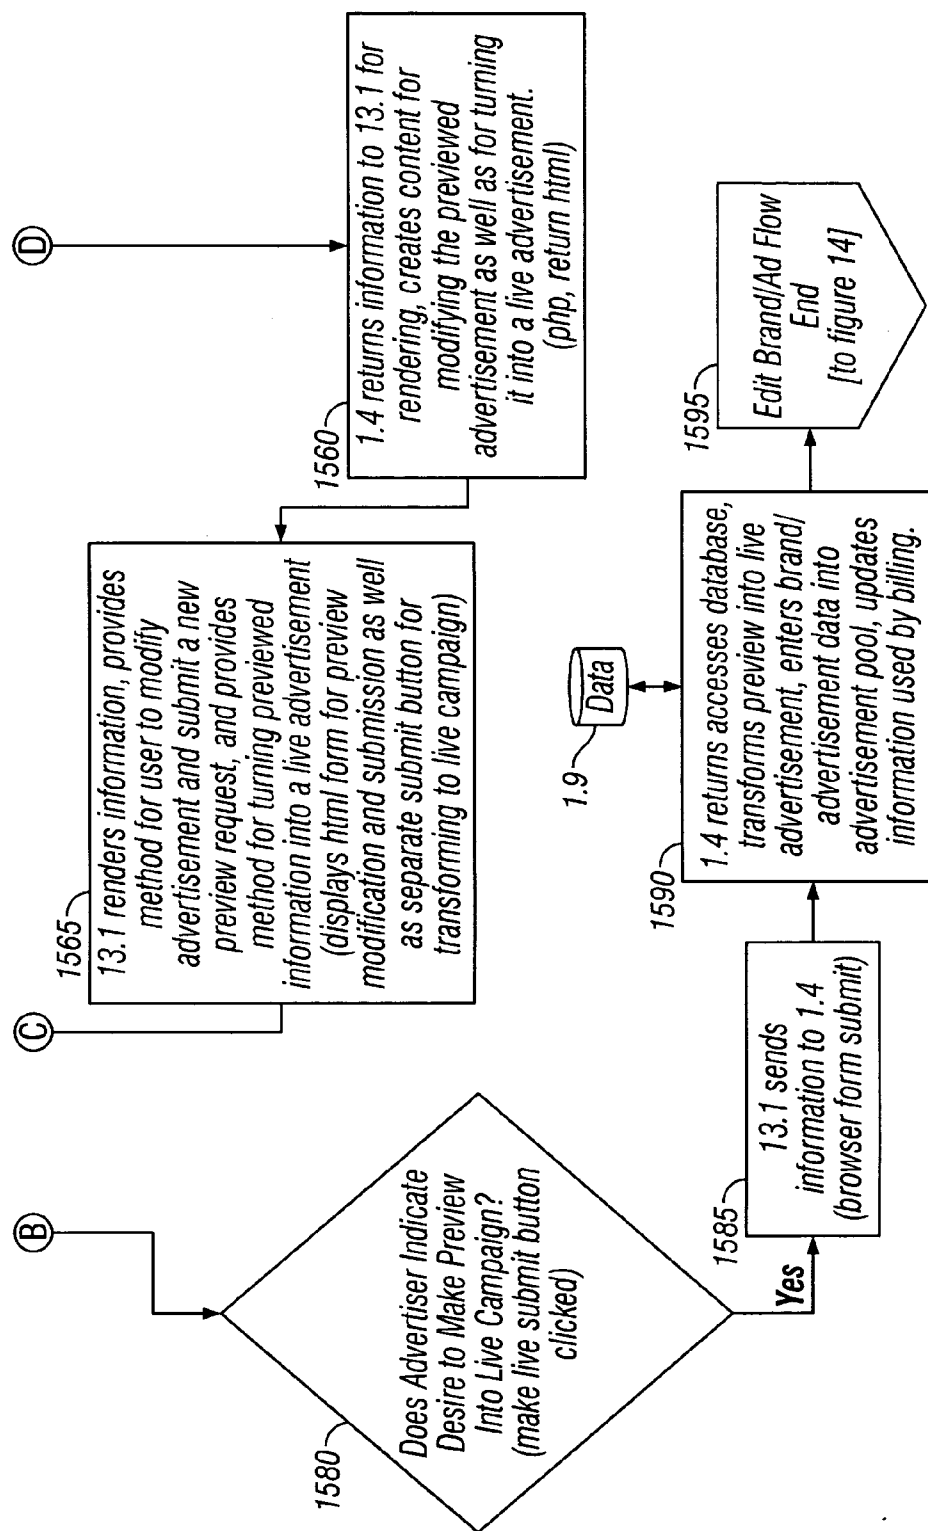 B
C
D
1580
Does Advertiser Indicate
Desire to Make Preview
Into Live Campaign?
(make live submit button
clicked)
Yes
1565
13.1 renders information, provides
method for user to modify
advertisement and submit a new
preview request, and provides
method for turning previewed
information into a live advertisement
(displays html form for preview
modification and submission as well
as separate submit button for
transforming to live campaign)
1560
1.4 returns information to 13.1 for
rendering, creates content for
modifying the previewed
advertisement as well as for turning
it into a live advertisement.
(php, return html)
1585
13.1 sends
information to 1.4
(browser form submit)
1.9
Data
1590
1.4 returns accesses database,
transforms preview into live
advertisement, enters brand/
advertisement data into
advertisement pool, updates
information used by billing.
1595
Edit Brand/Ad Flow
End
[to figure 14]